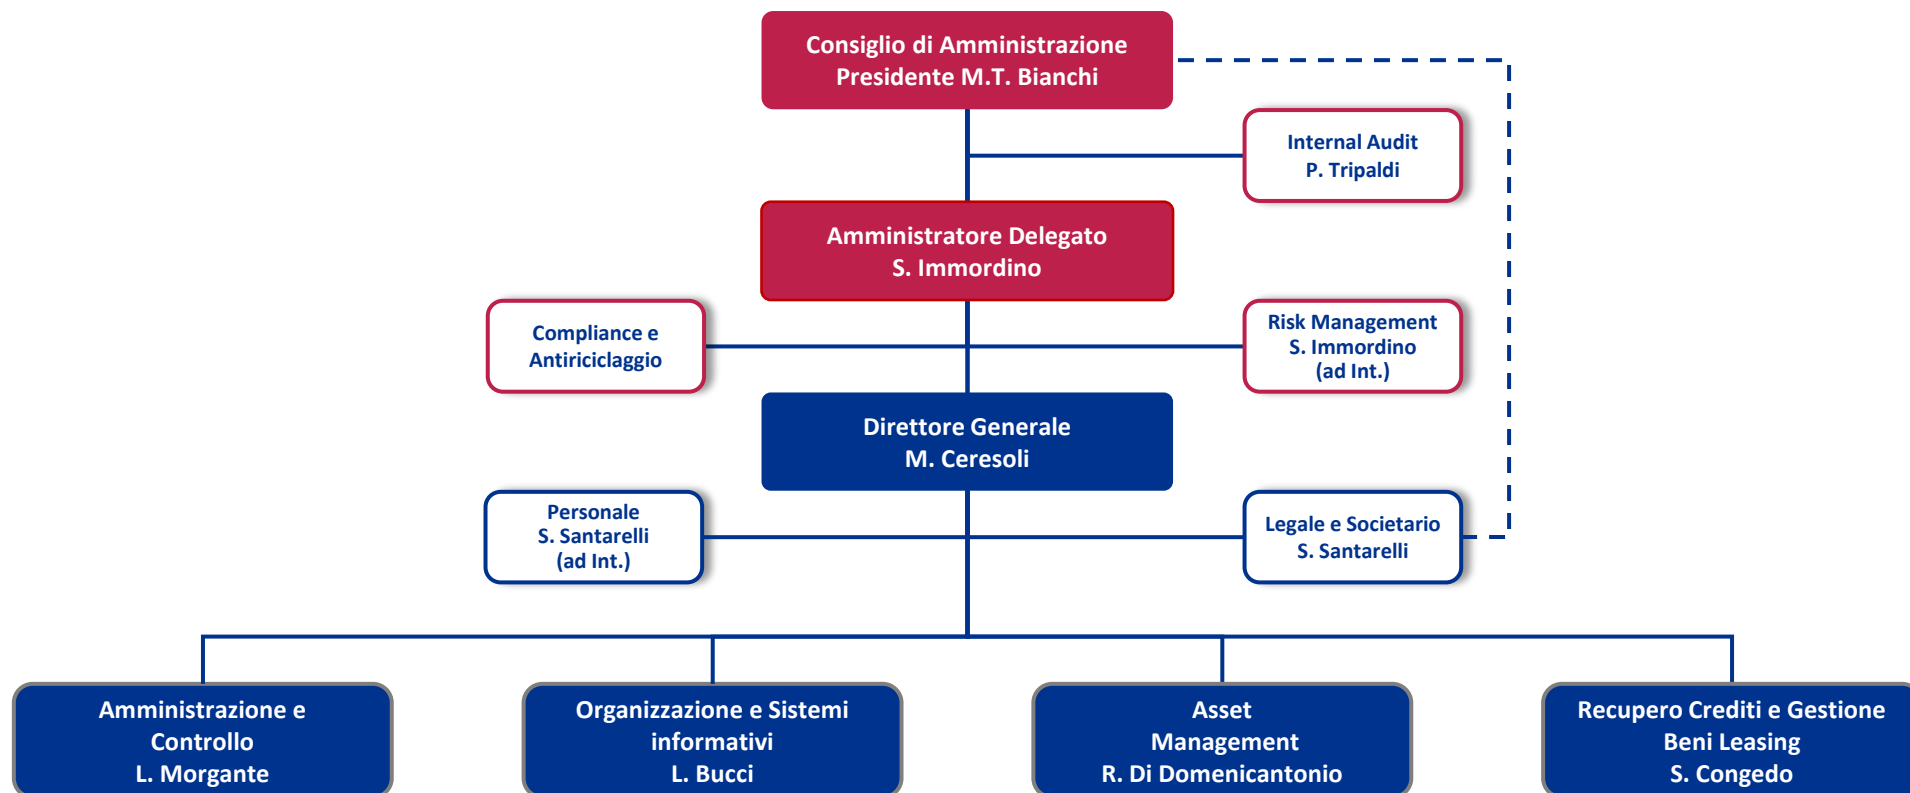 Consiglio di Amministrazione
Presidente M.T. Bianchi
Internal Audit
P. Tripaldi
Amministratore Delegato
S. Immordino
Compliance e
Antiriciclaggio
Risk Management
S. Immordino
(ad Int.)
Direttore Generale
M. Ceresoli
Personale
S. Santarelli
(ad Int.)
Legale e Societario
S. Santarelli
Amministrazione e
Controllo
L. Morgante
Organizzazione e Sistemi
informativi
L. Bucci
Asset
Management
R. Di Domenicantonio
Recupero Crediti e Gestione
Beni Leasing
S. Congedo